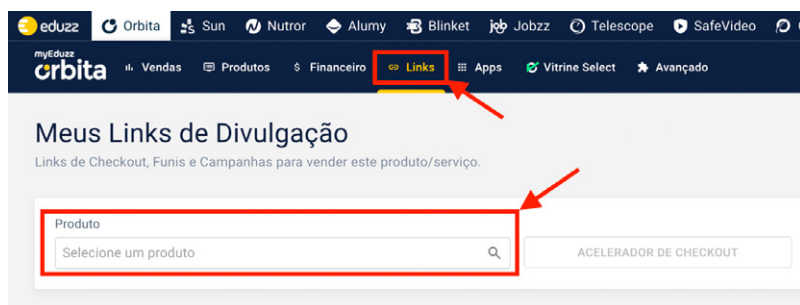 eduzz Orbita Sun Nutror Alumy Blinket job Jobzz Telescope SafeVideo
myEduzz
orbita Vendas Produtos $ Financeiro Links Apps Vitrine Select Avançado
Meus Links de Divulgação
Links de Checkout, Funis e Campanhas para vender este produto/serviço.
Produto
Selecione um produto ACELERADOR DE CHECKOUT